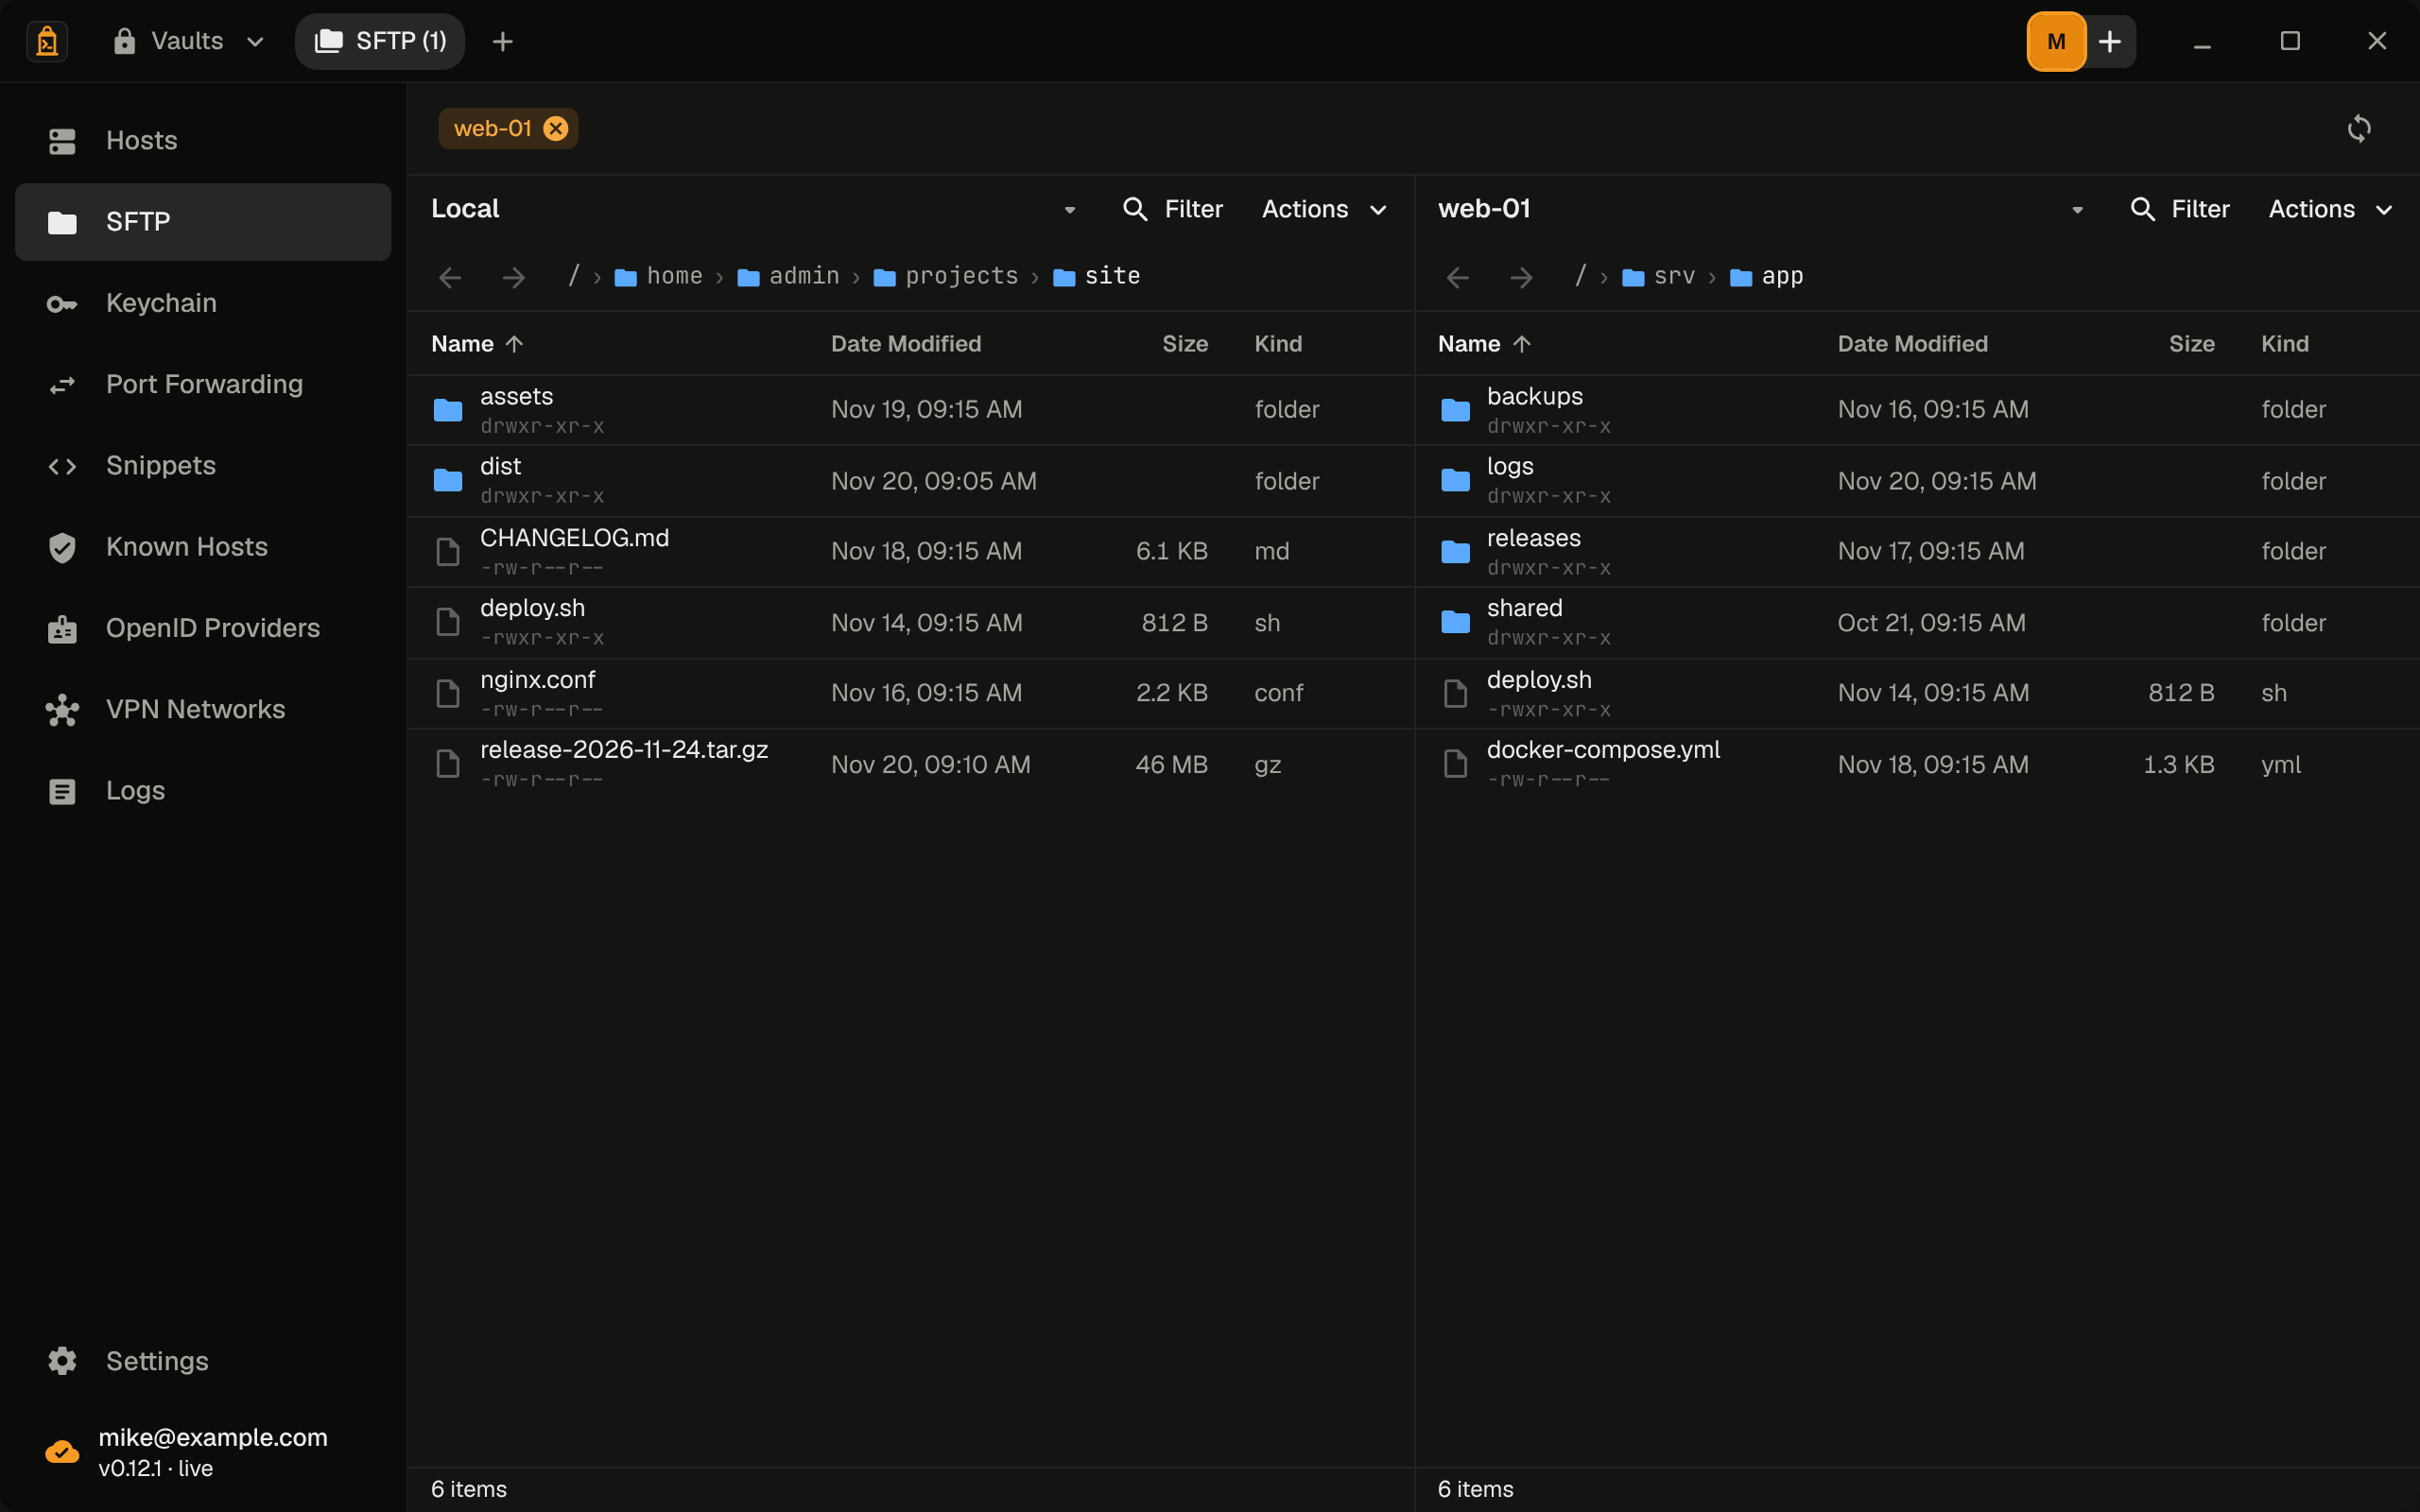 Vaults
SFTP (1)
M
Hosts
SFTP
Keychain
Port Forwarding
Snippets
Known Hosts
OpenID Providers
VPN Networks
Logs
Settings
mike@example.com
v0.12.1 · live
web-01
Local
Filter
Actions
/ › home › admin › projects › site
Name Date Modified Size Kind
assets
drwxr-xr-x
Nov 19, 09:15 AM folder
dist
drwxr-xr-x
Nov 20, 09:05 AM folder
CHANGELOG.md
-rw-r--r--
Nov 18, 09:15 AM 6.1 KB md
deploy.sh
-rwxr-xr-x
Nov 14, 09:15 AM 812 B sh
nginx.conf
-rw-r--r--
Nov 16, 09:15 AM 2.2 KB conf
release-2026-11-24.tar.gz
-rw-r--r--
Nov 20, 09:10 AM 46 MB gz
6 items
web-01
Filter
Actions
/ › srv › app
Name Date Modified Size Kind
backups
drwxr-xr-x
Nov 16, 09:15 AM folder
logs
drwxr-xr-x
Nov 20, 09:15 AM folder
releases
drwxr-xr-x
Nov 17, 09:15 AM folder
shared
drwxr-xr-x
Oct 21, 09:15 AM folder
deploy.sh
-rwxr-xr-x
Nov 14, 09:15 AM 812 B sh
docker-compose.yml
-rw-r--r--
Nov 18, 09:15 AM 1.3 KB yml
6 items